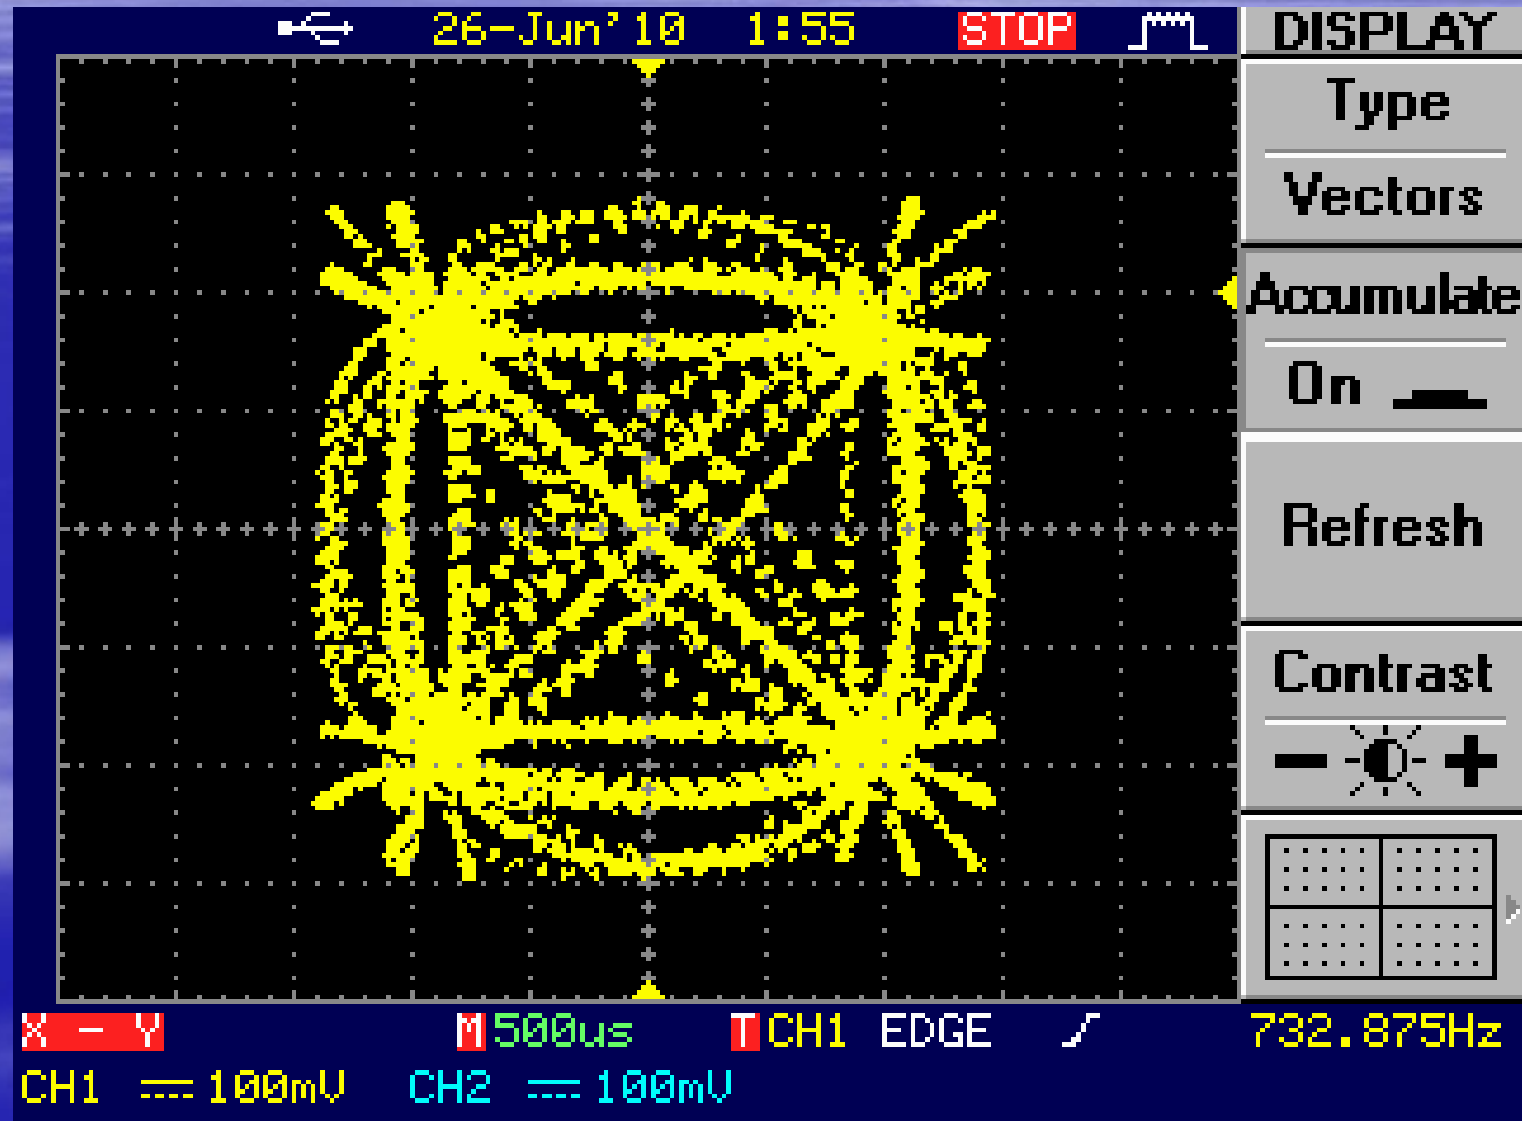 26-Jun'10 1:55 STOP DISPLAY
Type
Vectors
Accumulate
On
Refresh
Contrast
- +
X - Y M 500us T CH1 EDGE 732.875Hz
CH1 100mV CH2 100mV